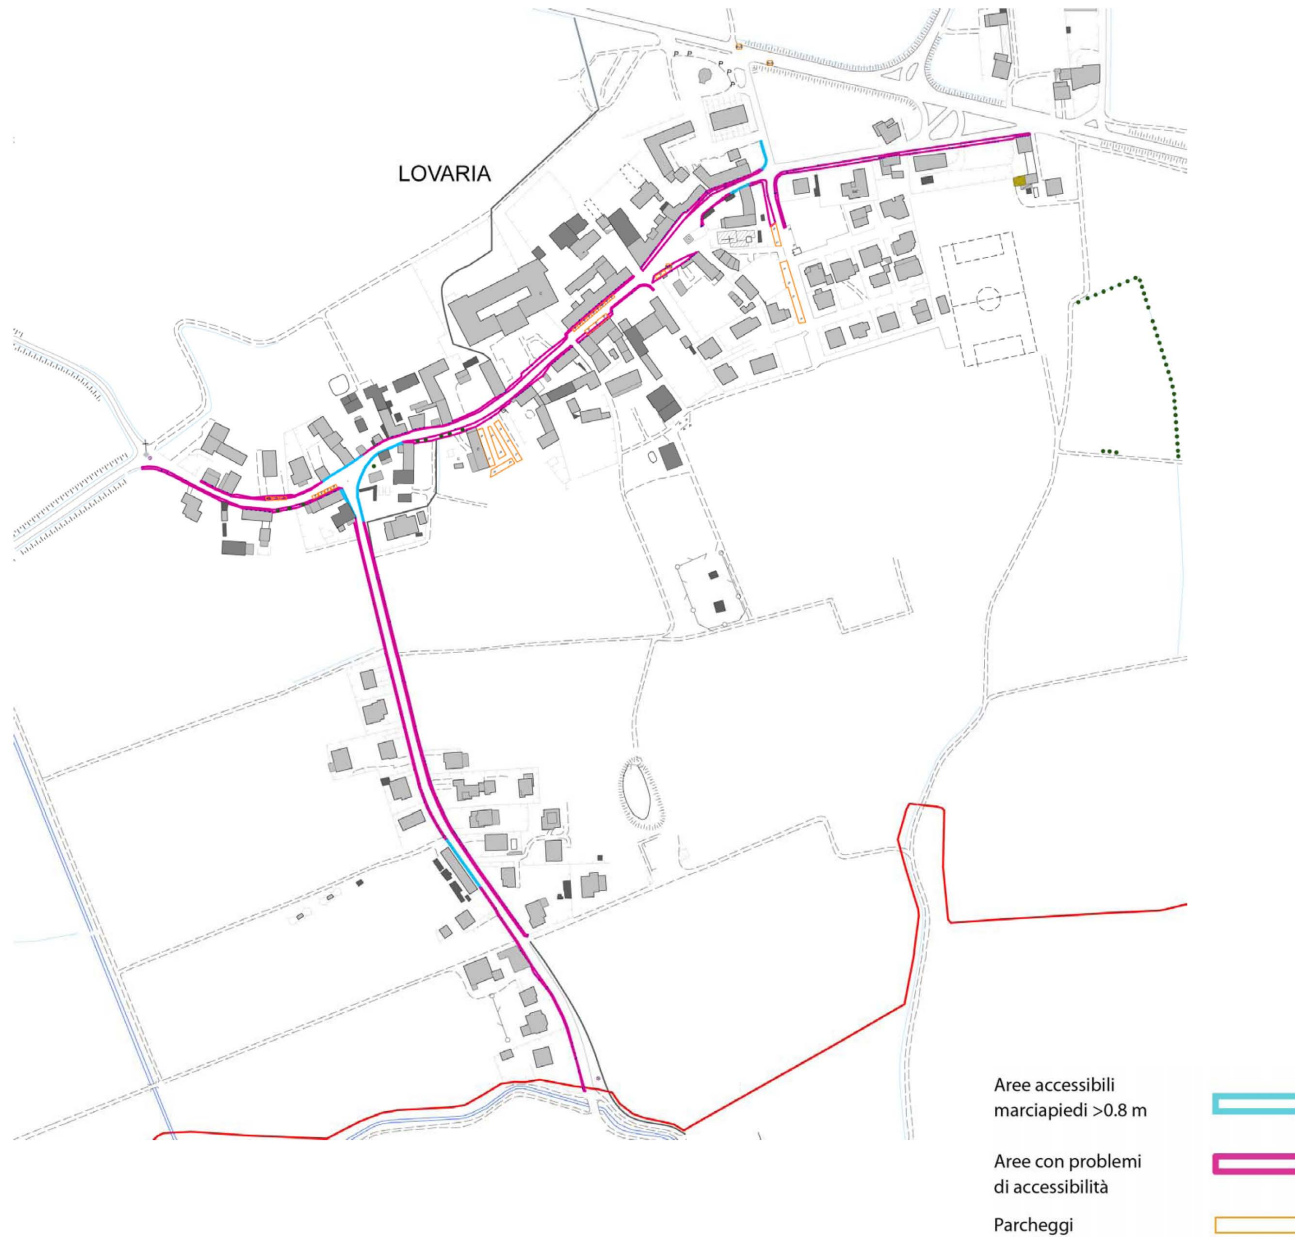 P P P
P
P
LOVARIA
Aree accessibili
marciapiedi >0.8 m
Aree con problemi
di accessibilità
Parcheggi